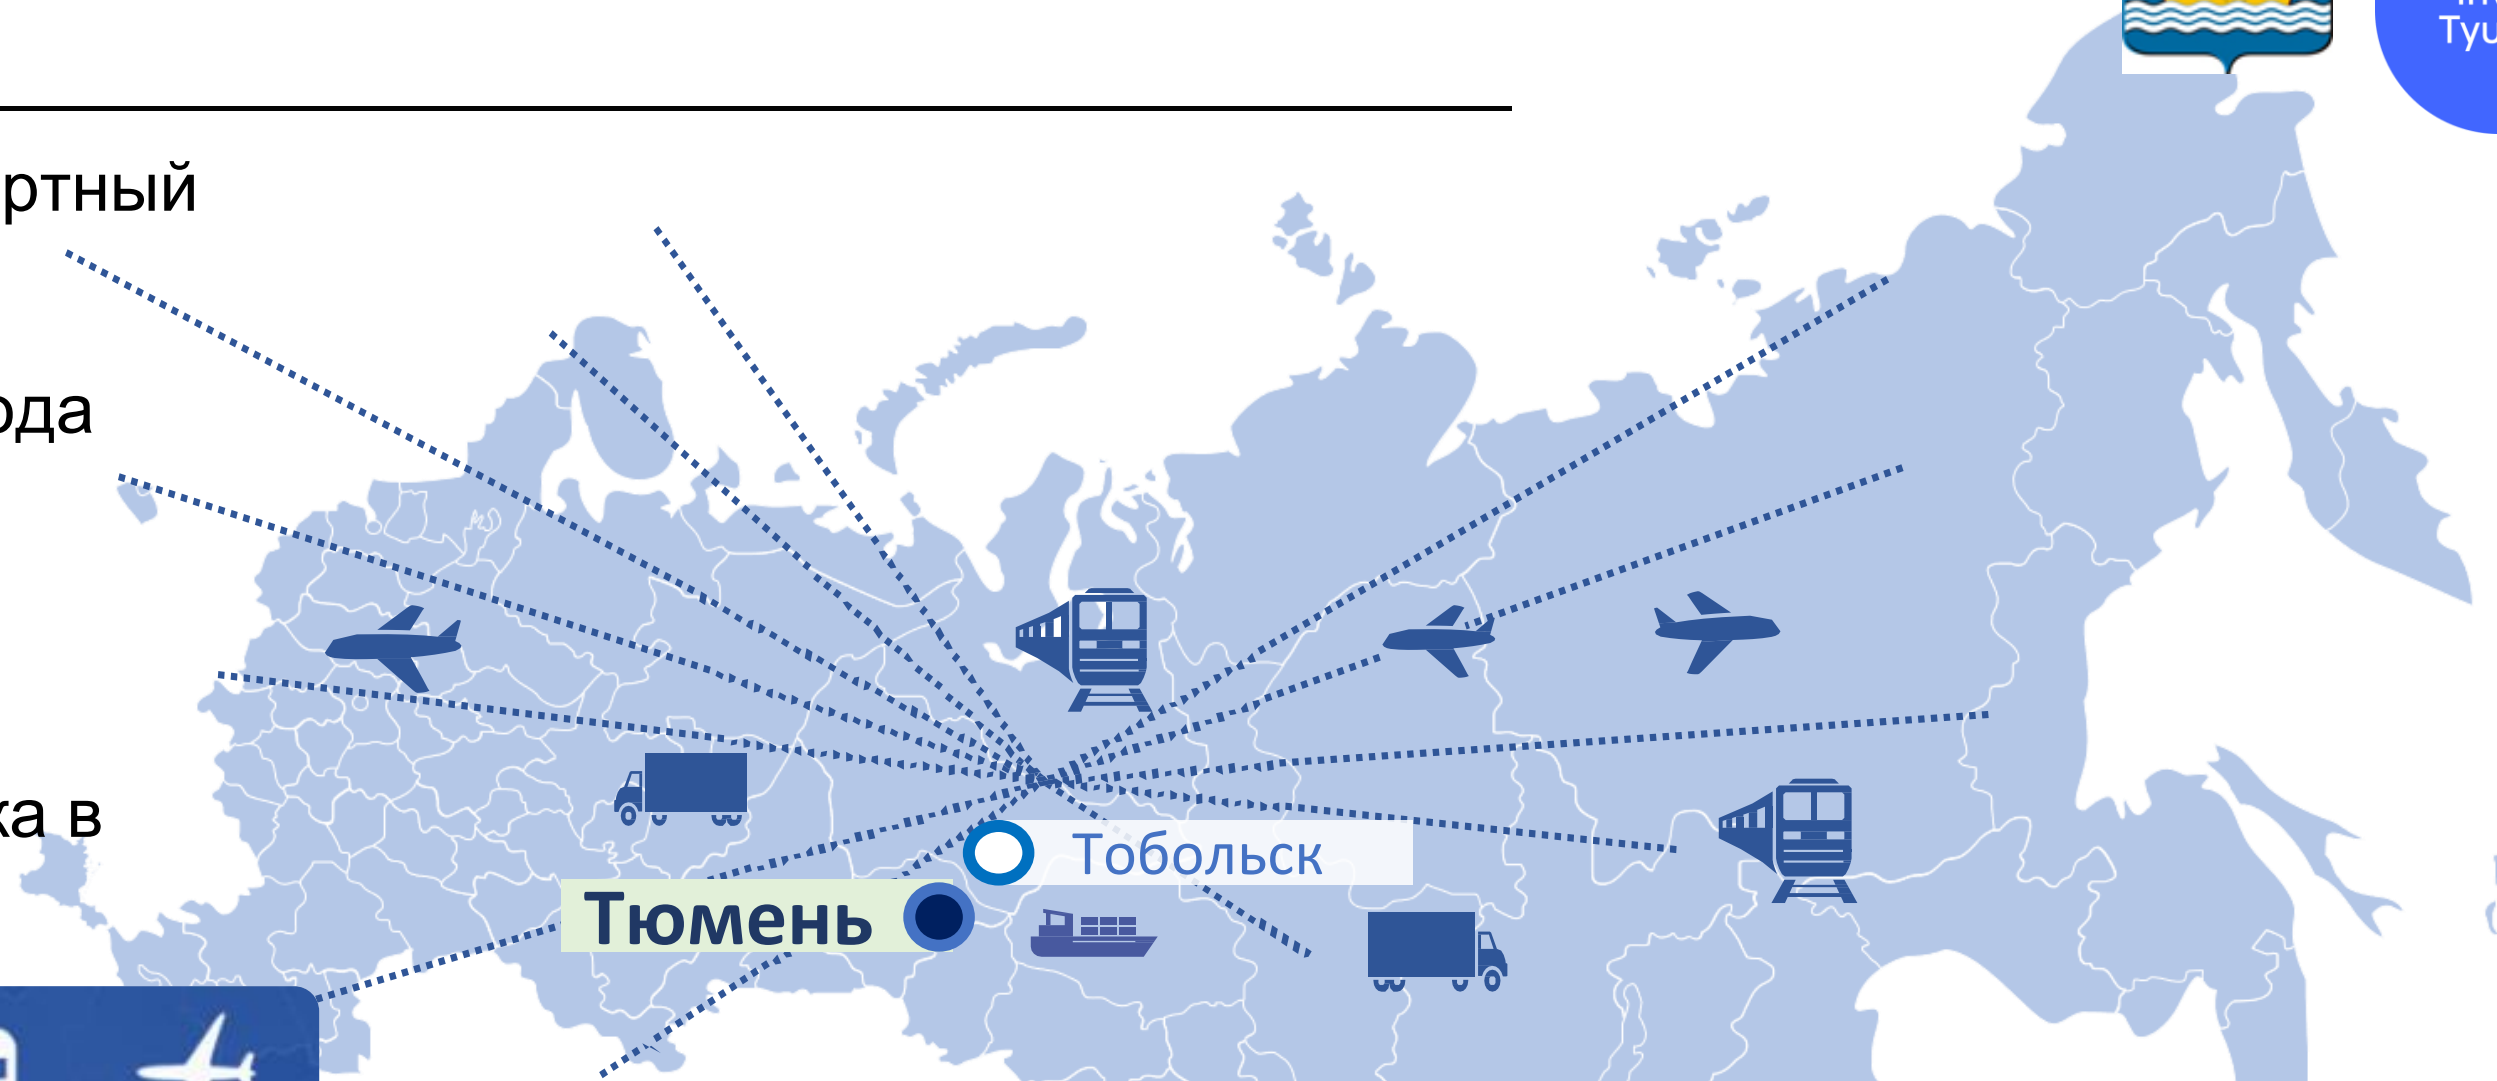 Tyu
ртный
ода
ка в
Тобольск
Тюмень